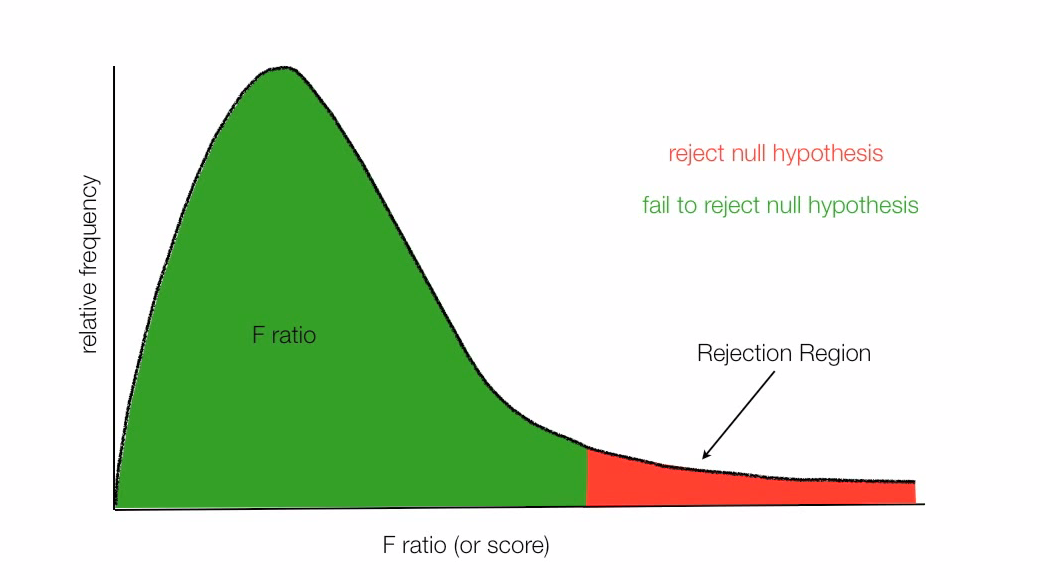 reject null hypothesis
fail to reject null hypothesis
relative frequency
F ratio
Rejection Region
F ratio (or score)